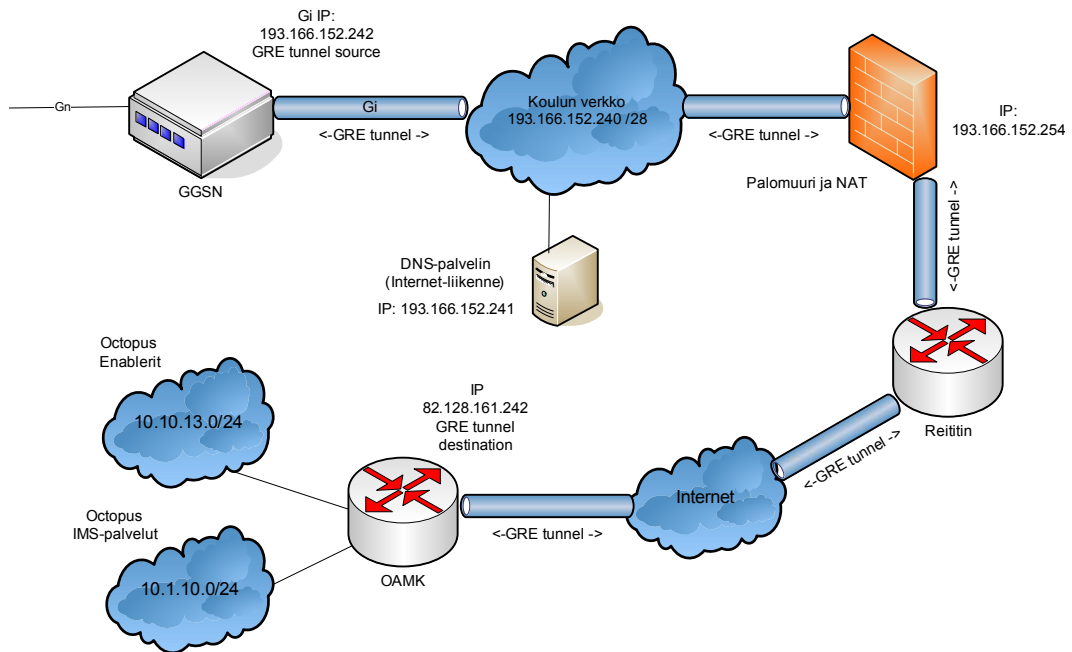 Gi IP:
193.166.152.242
GRE tunnel source
Gn
Gi
<-GRE tunnel ->
GGSN
Koulun verkko
193.166.152.240 /28
<-GRE tunnel ->
IP:
193.166.152.254
Palomuuri ja NAT
<-GRE tunnel ->
DNS-palvelin
(Internet-liikenne)
IP: 193.166.152.241
Reititin
<-GRE tunnel ->
Internet
<-GRE tunnel ->
IP
82.128.161.242
GRE tunnel
destination
OAMK
Octopus
Enablerit
10.10.13.0/24
Octopus
IMS-palvelut
10.1.10.0/24